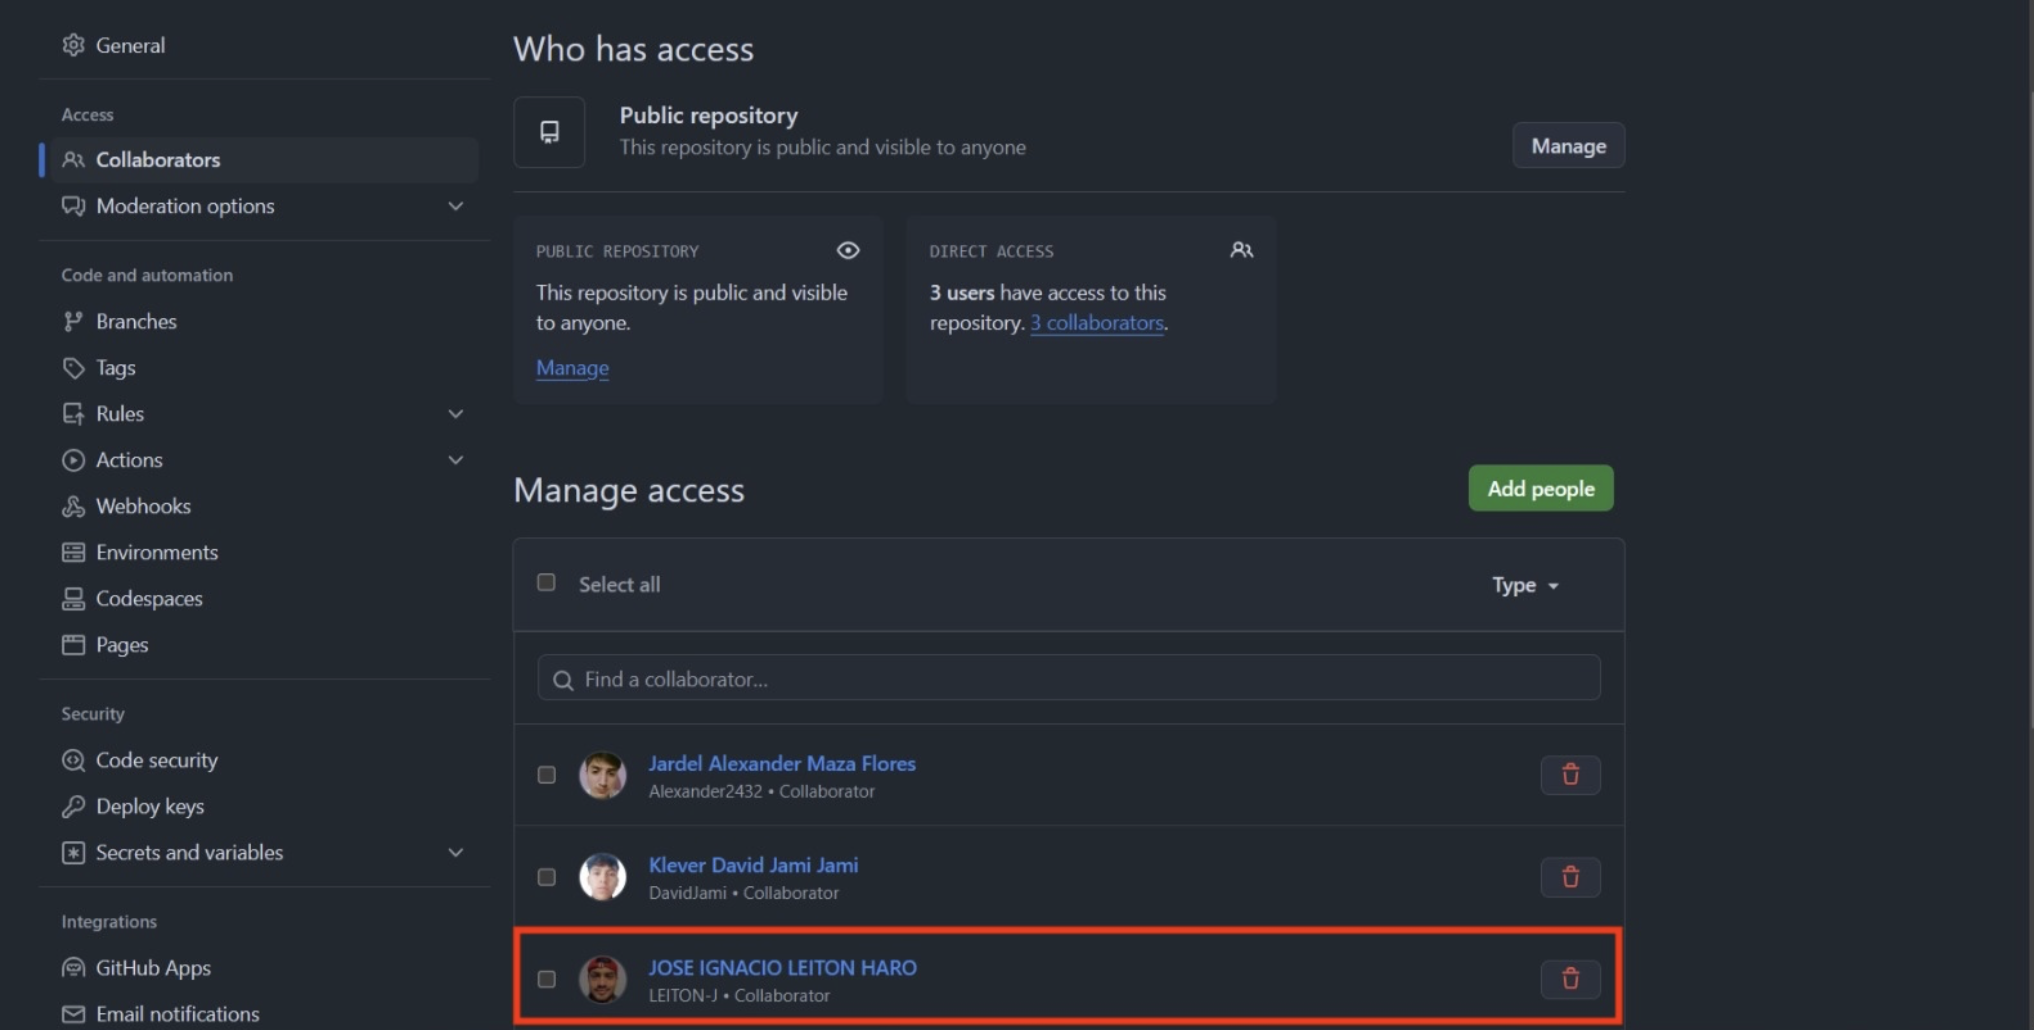 General
Access
Collaborators
Moderation options
Code and automation
Branches
Tags
Rules
Actions
Webhooks
Environments
Codespaces
Pages
Security
Code security
Deploy keys
Secrets and variables
Integrations
GitHub Apps
Email notifications
Who has access
Public repository
This repository is public and visible to anyone
Manage
PUBLIC REPOSITORY
This repository is public and visible
to anyone.
Manage
DIRECT ACCESS
3 users have access to this
repository. 3 collaborators.
Manage access
Add people
Select all
Type
Find a collaborator...
Jardel Alexander Maza Flores
Alexander2432 • Collaborator
Klever David Jami Jami
DavidJami • Collaborator
JOSE IGNACIO LEITON HARO
LEITON-J • Collaborator